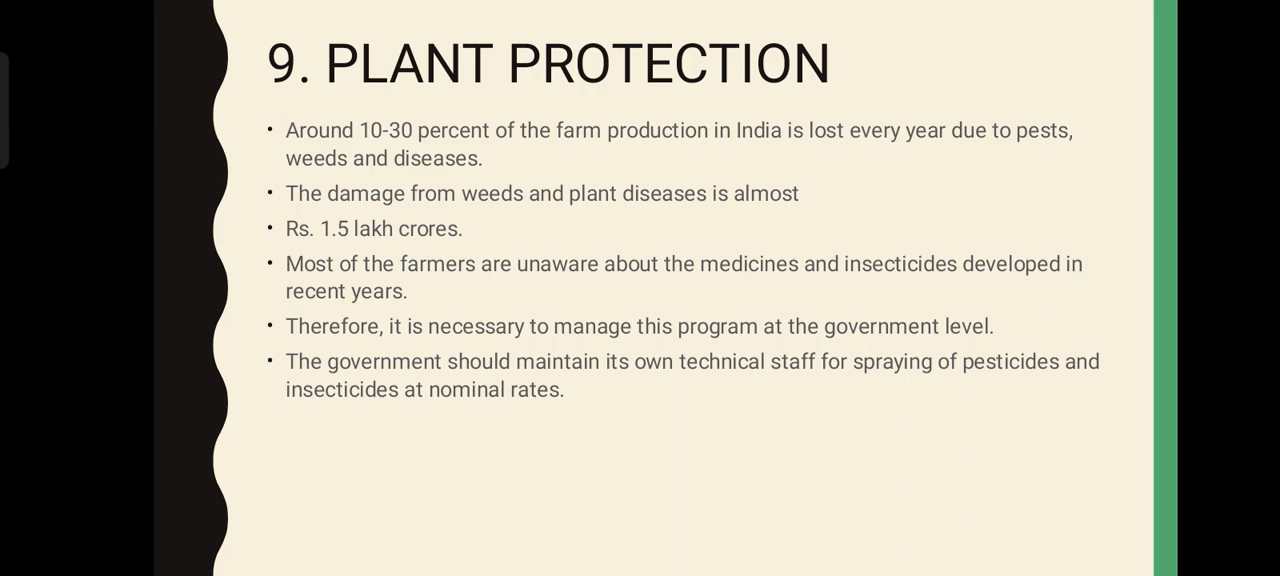 9. PLANT PROTECTION
• Around 10-30 percent of the farm production in India is lost every year due to pests,
weeds and diseases.
• The damage from weeds and plant diseases is almost
• Rs. 1.5 lakh crores.
• Most of the farmers are unaware about the medicines and insecticides developed in
recent years.
• Therefore, it is necessary to manage this program at the government level.
• The government should maintain its own technical staff for spraying of pesticides and
insecticides at nominal rates.